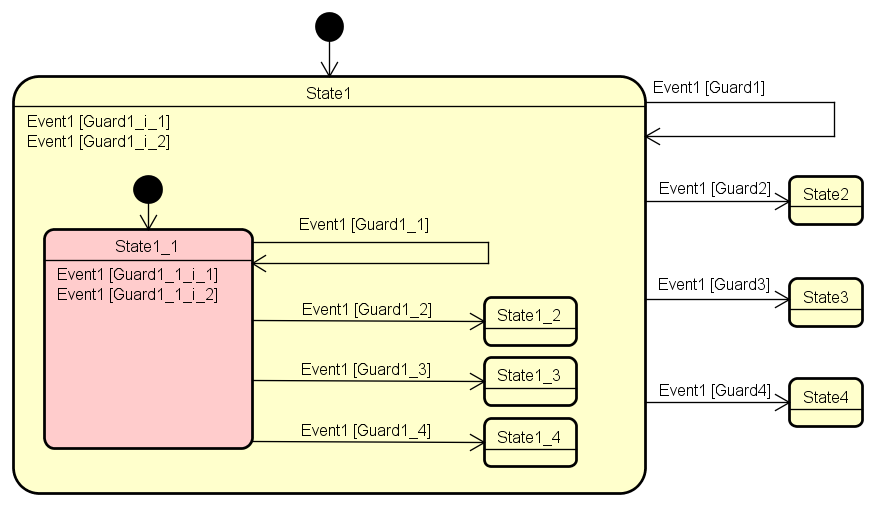 State1
Event1 [Guard1]
Event1 [Guard1_i_1]
Event1 [Guard1_i_2]
Event1 [Guard2]
State2
State1_1
Event1 [Guard1_1]
Event1 [Guard1_1_i_1]
Event1 [Guard1_1_i_2]
Event1 [Guard3]
State3
Event1 [Guard1_2]
State1_2
Event1 [Guard1_3]
State1_3
Event1 [Guard4]
State4
Event1 [Guard1_4]
State1_4